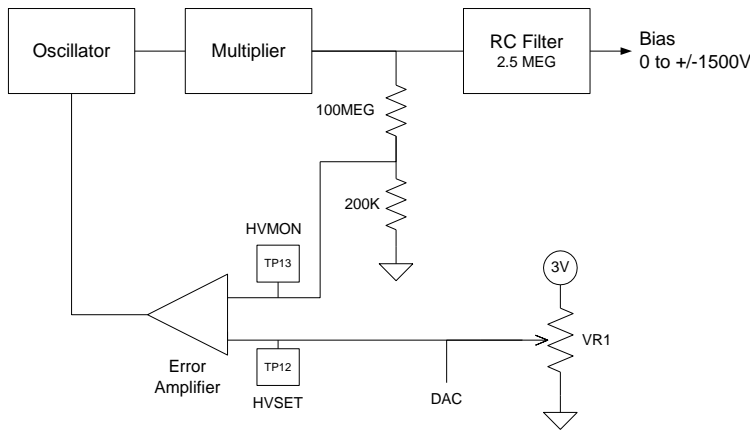 Oscillator
Multiplier
RC Filter
2.5 MEG
Bias
0 to +/-1500V
100MEG
200K
HVMON
TP13
3V
VR1
Error
Amplifier
TP12
HVSET
DAC